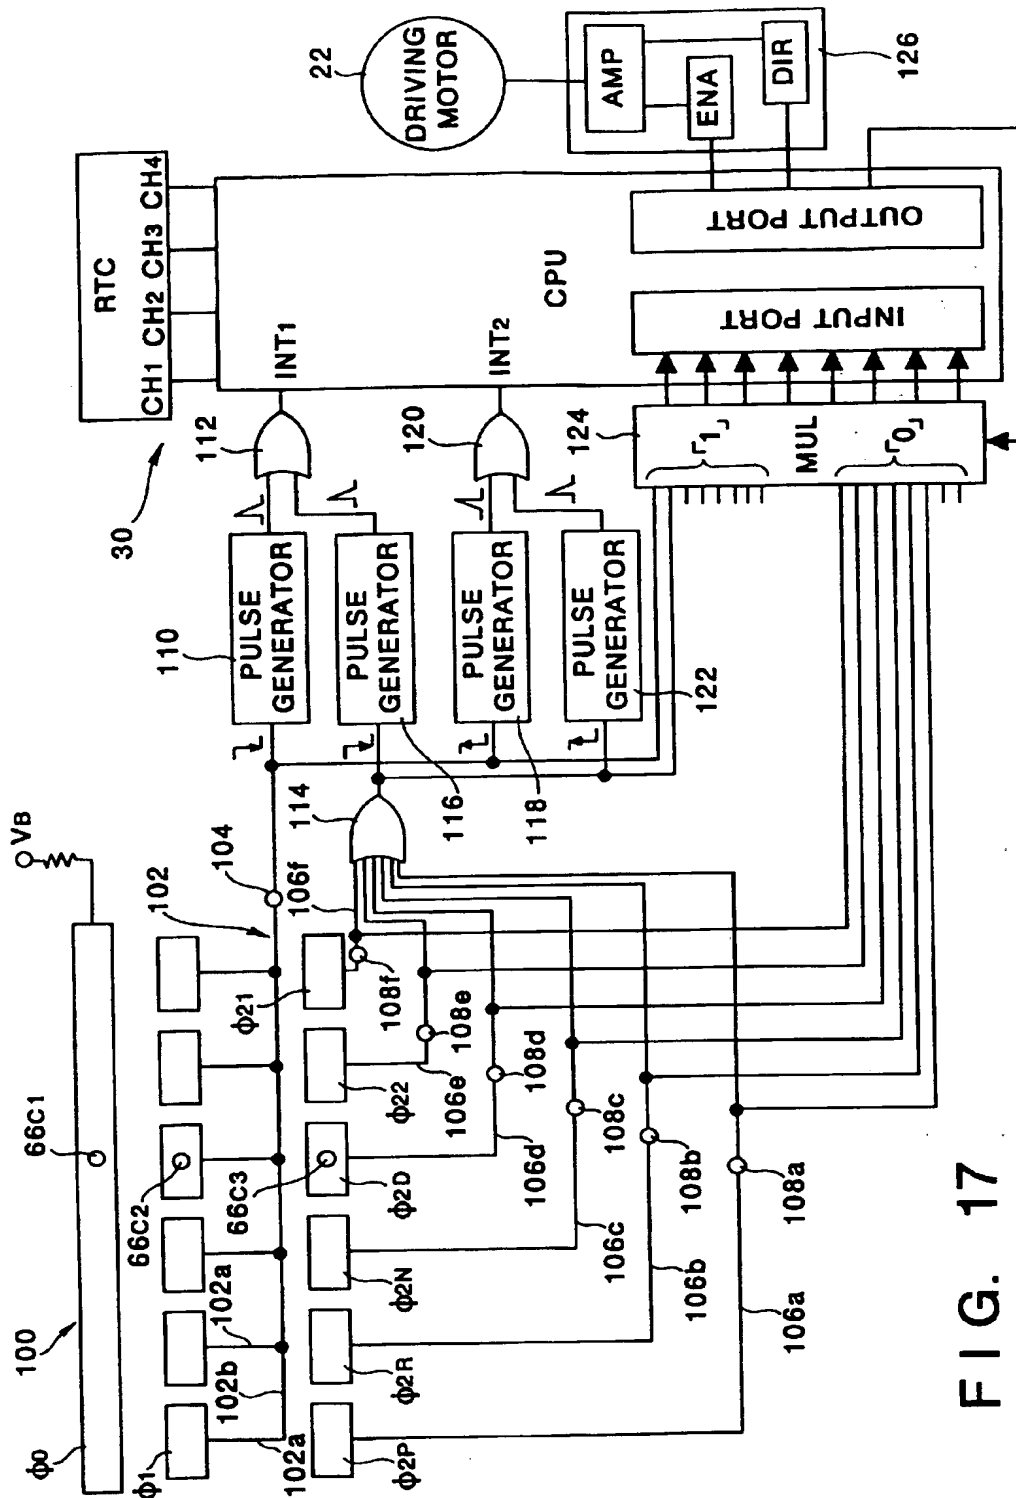 RTC
CH1 CH2 CH3 CH4
30
22
DRIVING
MOTOR
AMP
ENA
DIR
126
CPU
INT1
INT2
OUTPUT PORT
INPUT PORT
112
120
124
MUL
「1」
「0」
110
PULSE
GENERATOR
PULSE
GENERATOR
116
PULSE
GENERATOR
118
PULSE
GENERATOR
122
114
VB
104
102
106f
108f
108e
106e
108d
106d
108c
106c
108b
106b
108a
106a
66C1
66C2
66C3
100
102a
102b
102a
φ0
φ1
φ21
φ22
φ2D
φ2N
φ2R
φ2P
FIG. 17